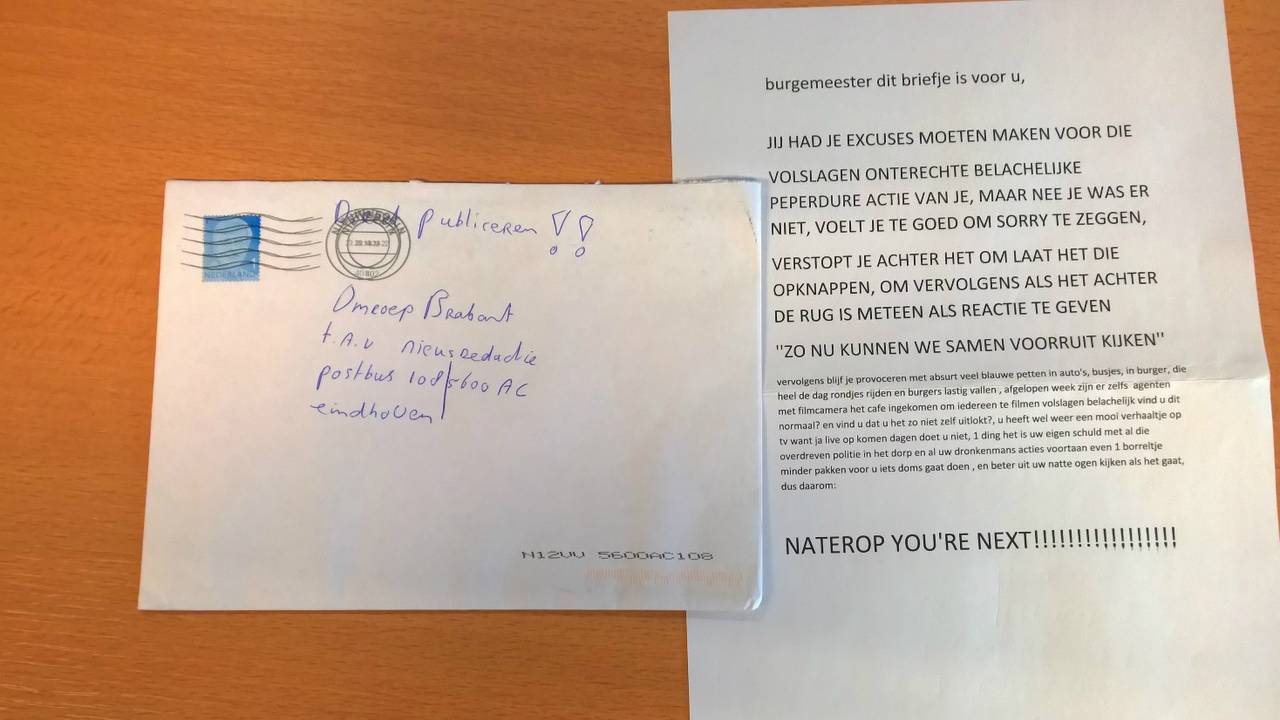 Direct publiceren !!
NEDERLAND 1
40802
Omroep Brabant
t.a.v nieuwsredactie
postbus 108 5600 AC
eindhoven
N12VV 5600AC108
burgemeester dit briefje is voor u,
JIJ HAD JE EXCUSES MOETEN MAKEN VOOR DIE
VOLSLAGEN ONTERECHTE BELACHELIJKE
PEPERDURE ACTIE VAN JE, MAAR NEE JE WAS ER
NIET, VOELT JE TE GOED OM SORRY TE ZEGGEN,
VERSTOPT JE ACHTER HET OM LAAT HET DIE
OPKNAPPEN, OM VERVOLGENS ALS HET ACHTER
DE RUG IS METEEN ALS REACTIE TE GEVEN
"ZO NU KUNNEN WE SAMEN VOORRUIT KIJKEN"
vervolgens blijf je provoceren met absurt veel blauwe petten in auto's, busjes, in burger, die
heel de dag rondjes rijden en burgers lastig vallen , afgelopen week zijn er zelfs agenten
met filmcamera het cafe ingekomen om iedereen te filmen volslagen belachelijk vind u dit
normaal? en vind u dat u het zo niet zelf uitlokt?, u heeft wel weer een mooi verhaaltje op
tv want ja live op komen dagen doet u niet, 1 ding het is uw eigen schuld met al die
overdreven politie in het dorp en al uw dronkenmans acties voortaan even 1 borreltje
minder pakken voor u iets doms gaat doen , en beter uit uw natte ogen kijken als het gaat,
dus daarom:
NATEROP YOU'RE NEXT!!!!!!!!!!!!!!!!!